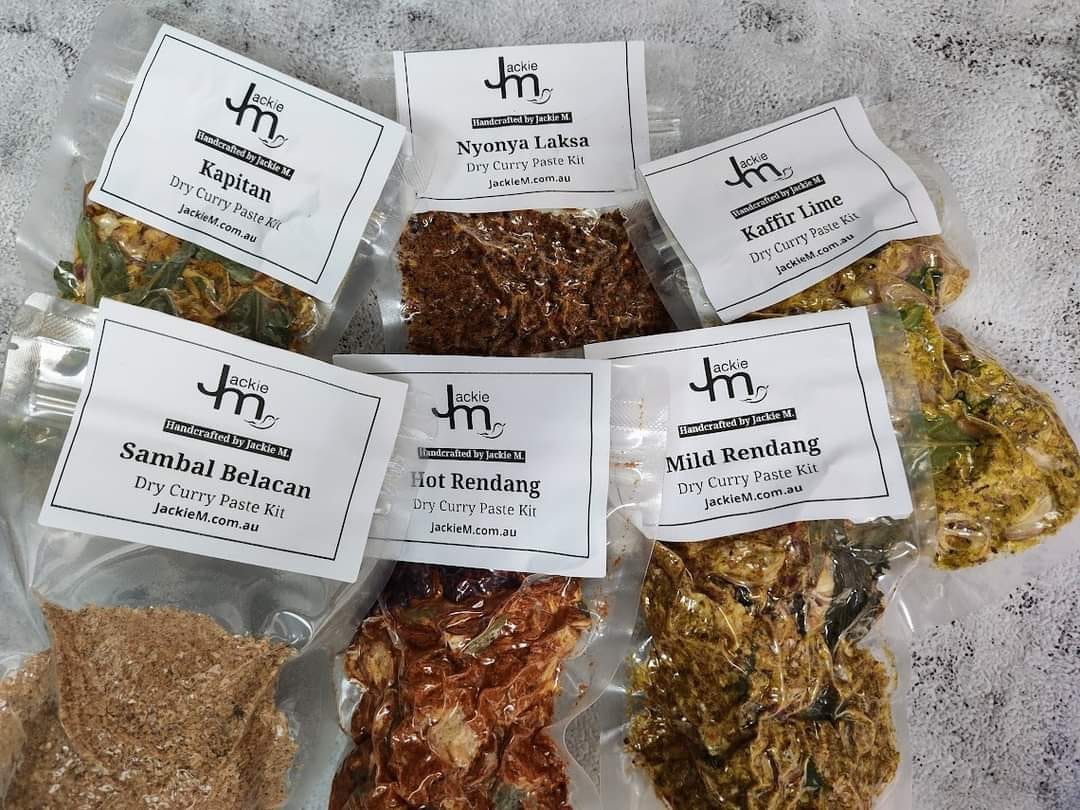 Jackie M
Handcrafted by Jackie M.
Kapitan
Dry Curry Paste Kit
JackieM.com.au
Jackie M
Handcrafted by Jackie M.
Nyonya Laksa
Dry Curry Paste Kit
JackieM.com.au
Jackie M
Handcrafted by Jackie M.
Kaffir Lime
Dry Curry Paste Kit
JackieM.com.au
Jackie M
Handcrafted by Jackie M.
Sambal Belacan
Dry Curry Paste Kit
JackieM.com.au
Jackie M
Handcrafted by Jackie M.
Hot Rendang
Dry Curry Paste Kit
JackieM.com.au
Jackie M
Handcrafted by Jackie M.
Mild Rendang
Dry Curry Paste Kit
JackieM.com.au